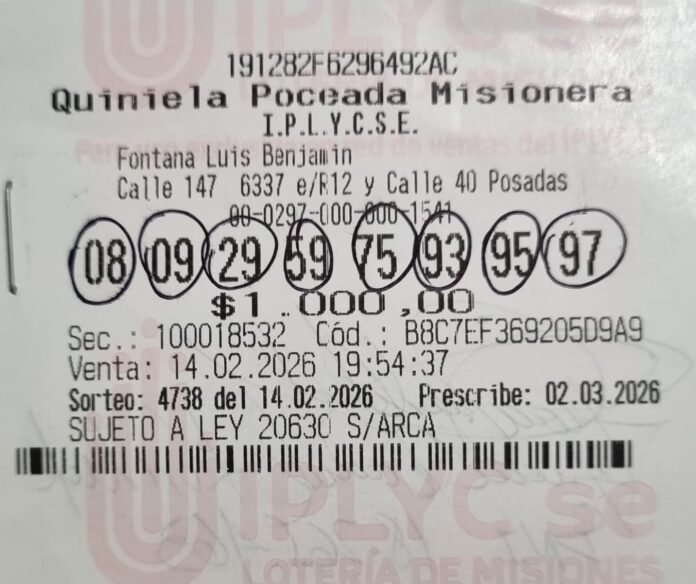 191282F6296492AC
Quiniela Poceada Misionera
I.P.L.Y.C.S.E.
Fontana Luis Benjamin
Calle 147 6337 e/R12 y Calle 40 Posadas
00-0297-000-000-1541
08 09 29 59 75 93 95 97
$1.000,00
Sec.: 100018532 Cód.: B8C7EF369205D9A9
Venta: 14.02.2026 19:54:37
Sorteo: 4738 del 14.02.2026 Prescribe: 02.03.2026
SUJETO A LEY 20630 S/ARCA
IPLYC se
LOTERÍA DE MISIONES